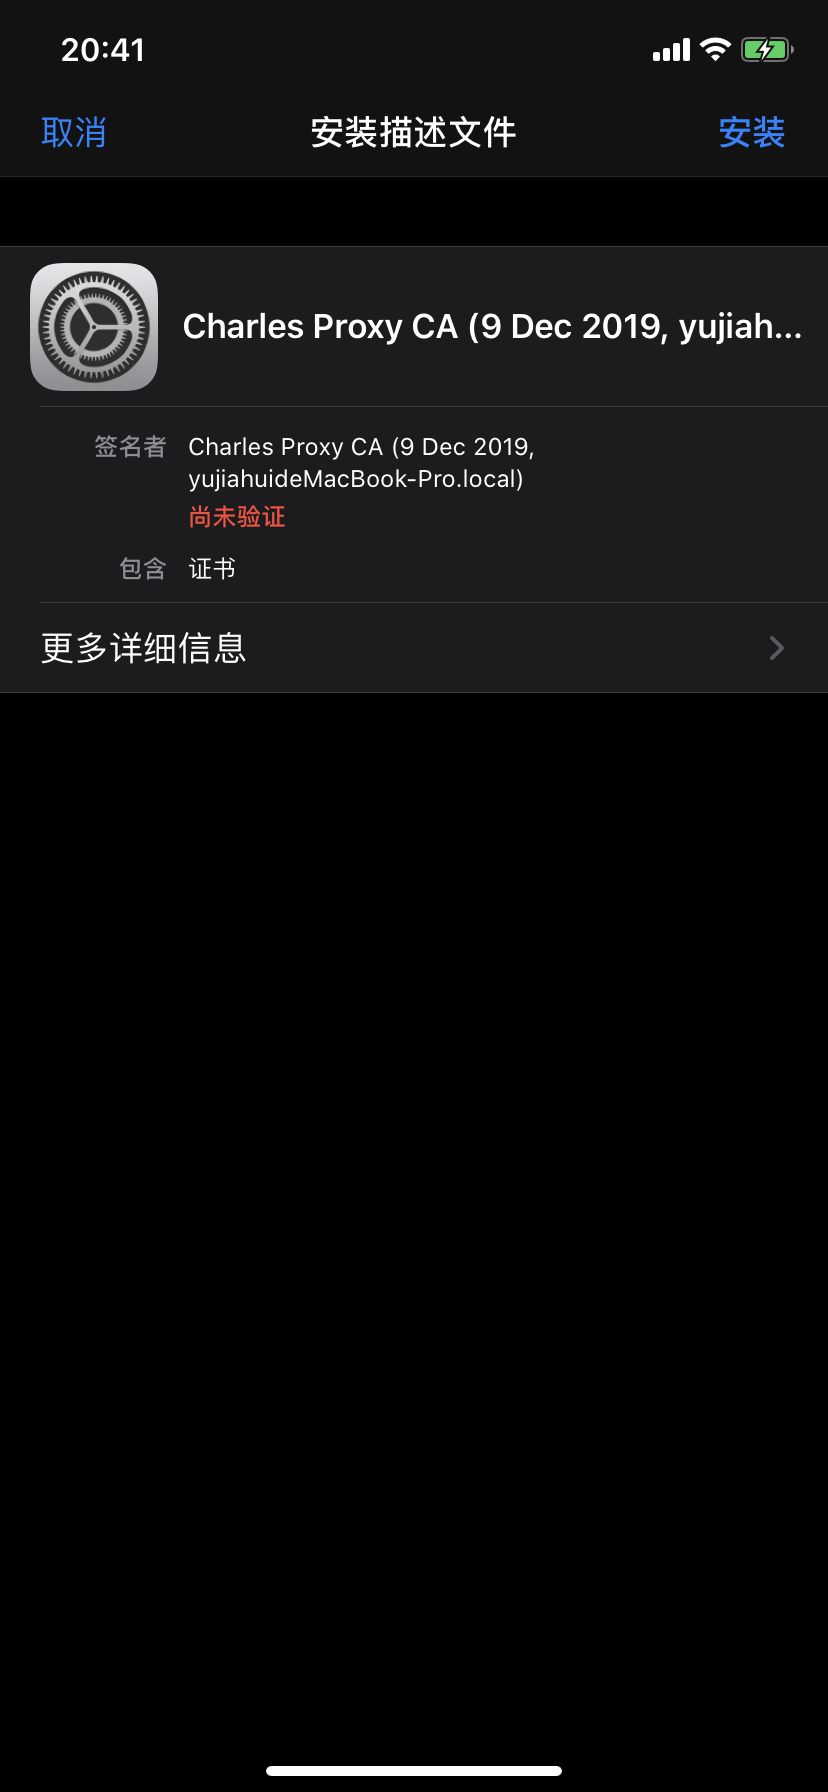 20:41
取消
安装描述文件
安装
Charles Proxy CA (9 Dec 2019, yujiah...
签名者
Charles Proxy CA (9 Dec 2019,
yujiahuideMacBook-Pro.local)
尚未验证
包含
证书
更多详细信息